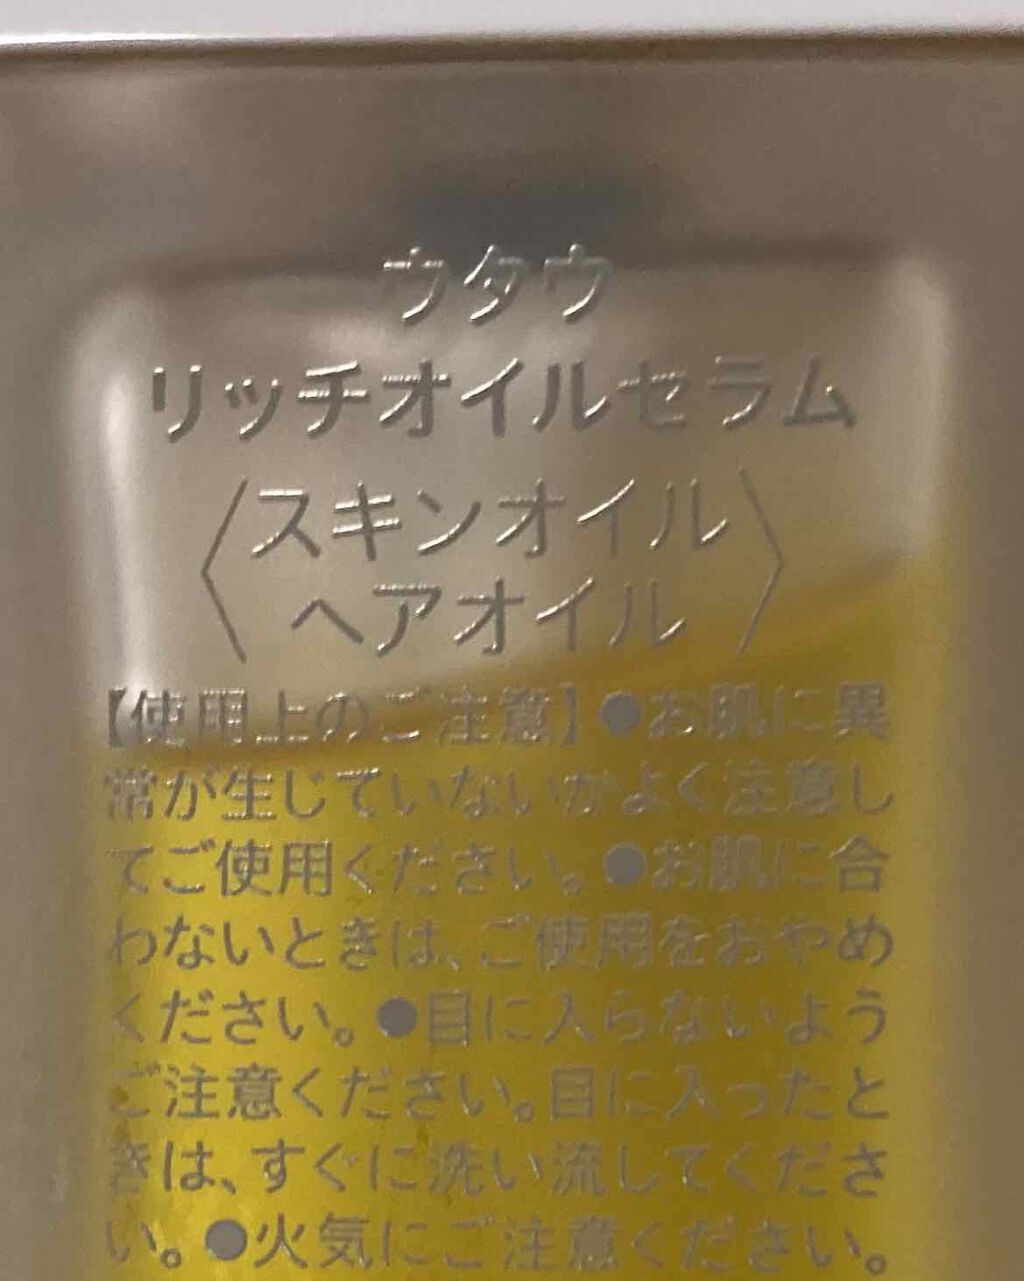 ウタウ
リッチオイルセラム
〈スキンオイル
ヘアオイル〉
【使用上のご注意】●お肌に異
常が生じていないかよく注意し
てご使用ください。●お肌に合
わないときは、ご使用をおやめ
ください。●目に入らないよう
ご注意ください。目に入ったと
きは、すぐに洗い流してくださ
い。●火気にご注意ください。